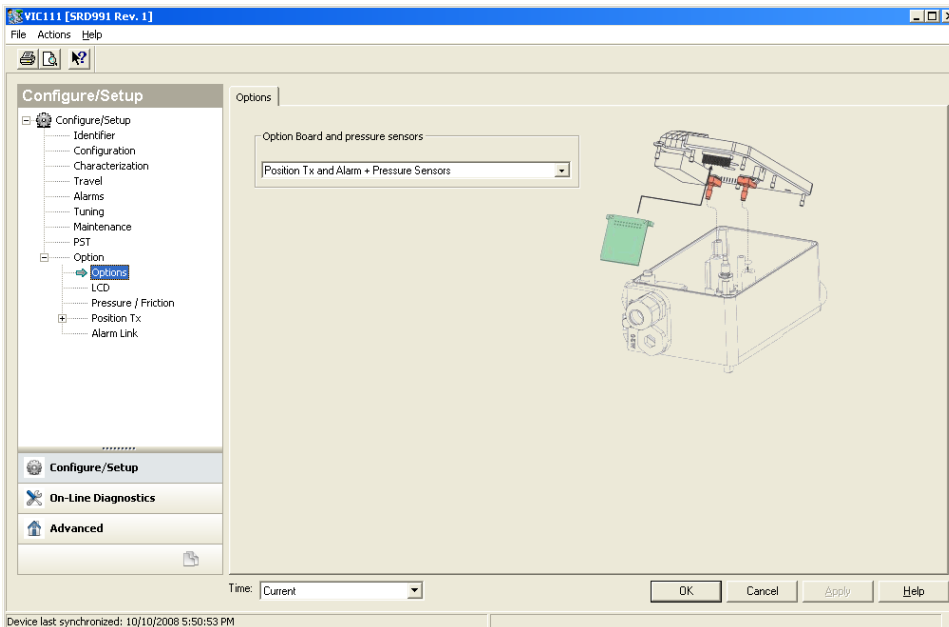 VIC111 [SRD991 Rev. 1]
File Actions Help
Configure/Setup
Configure/Setup
Identifier
Configuration
Characterization
Travel
Alarms
Tuning
Maintenance
PST
Option
Options
LCD
Pressure / Friction
Position Tx
Alarm Link
Configure/Setup
On-Line Diagnostics
Advanced
Options
Option Board and pressure sensors
Position Tx and Alarm + Pressure Sensors
Time: Current
OK Cancel Apply Help
Device last synchronized: 10/10/2008 5:50:53 PM